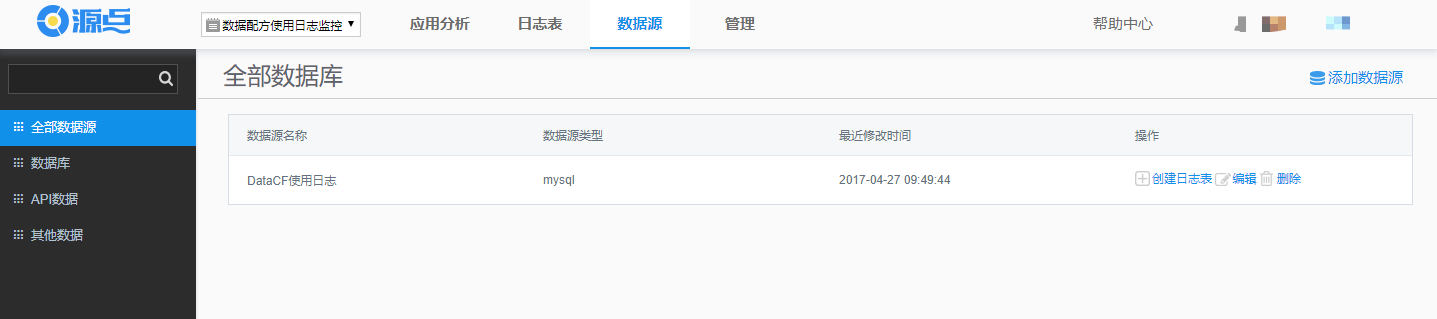 源点 数据配方使用日志监控 应用分析 日志表 数据源 管理 帮助中心
全部数据库 添加数据源
全部数据源
数据库
API数据
其他数据
数据源名称 数据源类型 最近修改时间 操作
DataCF使用日志 mysql 2017-04-27 09:49:44 创建日志表 编辑 删除